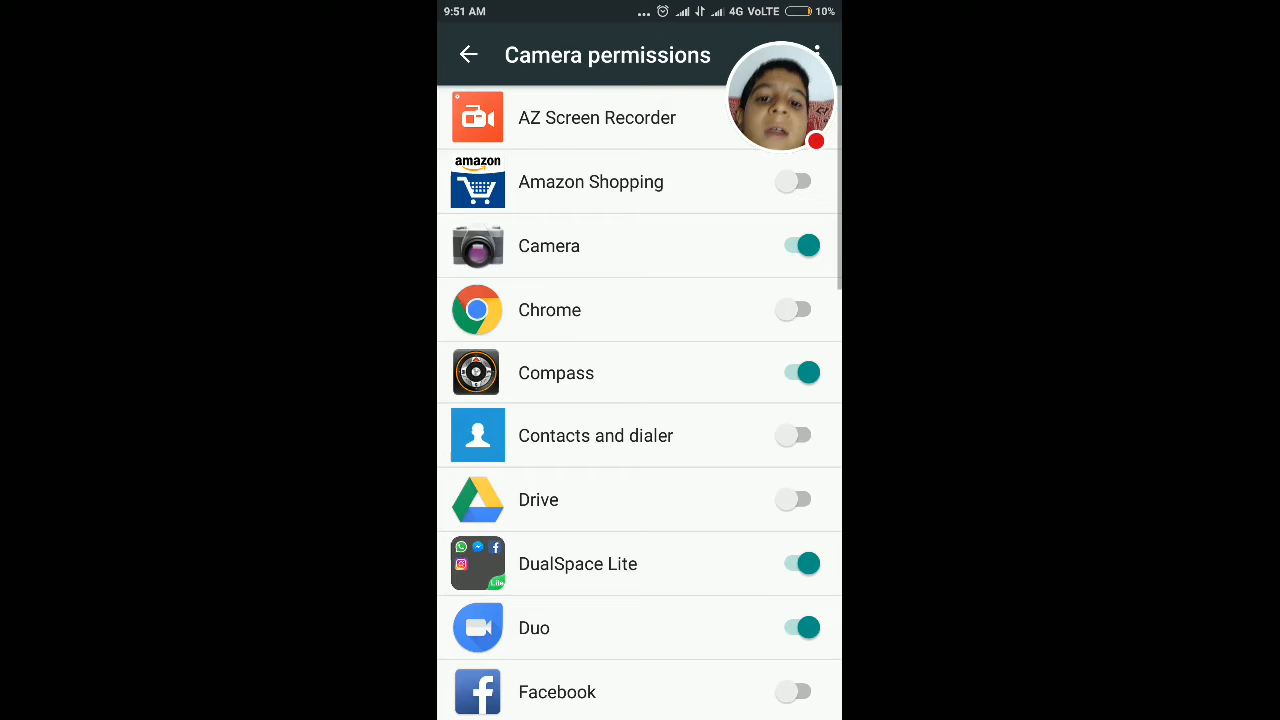 9:51 AM ... 4G VoLTE 10%
Camera permissions
AZ Screen Recorder
amazon
Amazon Shopping
Camera
Chrome
Compass
Contacts and dialer
Drive
Lite
DualSpace Lite
Duo
Facebook